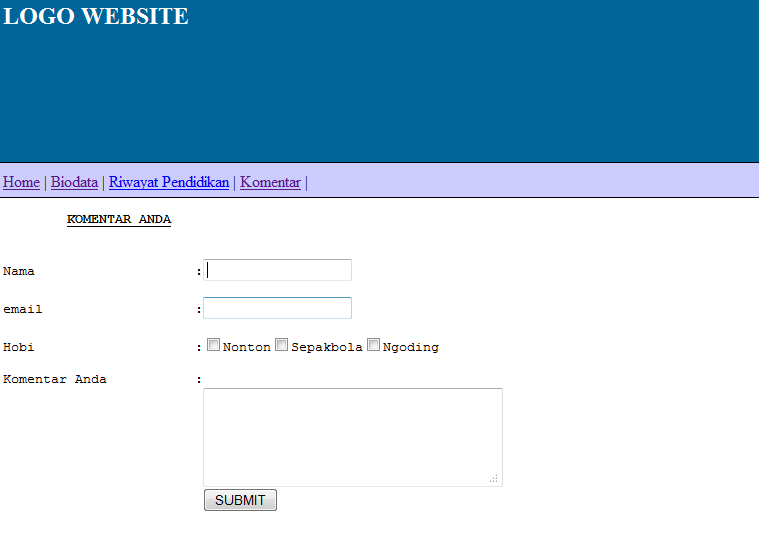 LOGO WEBSITE
Home | Biodata | Riwayat Pendidikan | Komentar |
KOMENTAR ANDA
Nama :
email :
Hobi : Nonton Sepakbola Ngoding
Komentar Anda :
SUBMIT